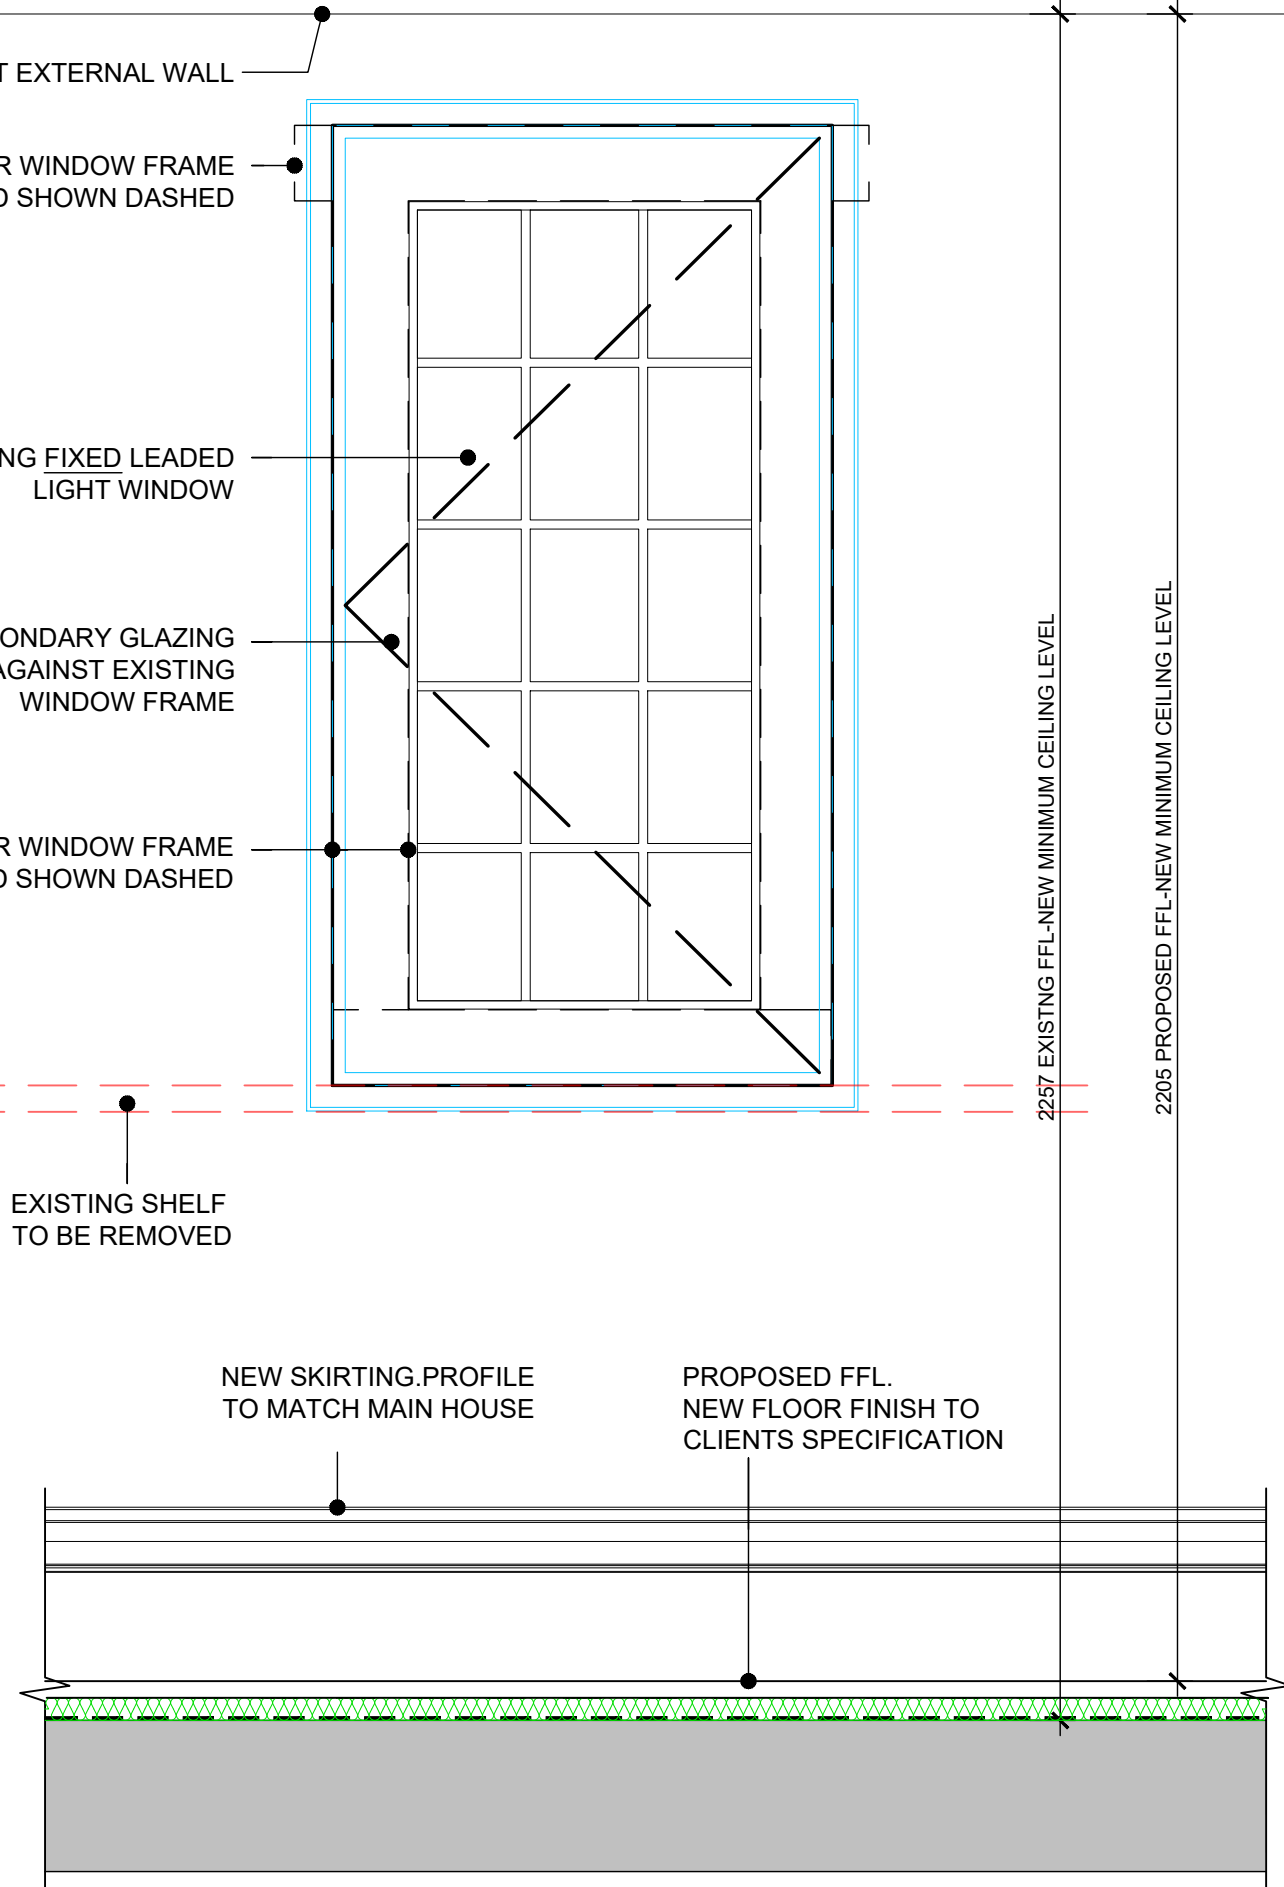 T EXTERNAL WALL
R WINDOW FRAME
D SHOWN DASHED
NG FIXED LEADED
LIGHT WINDOW
ONDARY GLAZING
AGAINST EXISTING
WINDOW FRAME
R WINDOW FRAME
D SHOWN DASHED
2257 EXISTNG FFL-NEW MINIMUM CEILING LEVEL
2205 PROPOSED FFL-NEW MINIMUM CEILING LEVEL
EXISTING SHELF
TO BE REMOVED
NEW SKIRTING.PROFILE
TO MATCH MAIN HOUSE
PROPOSED FFL.
NEW FLOOR FINISH TO
CLIENTS SPECIFICATION